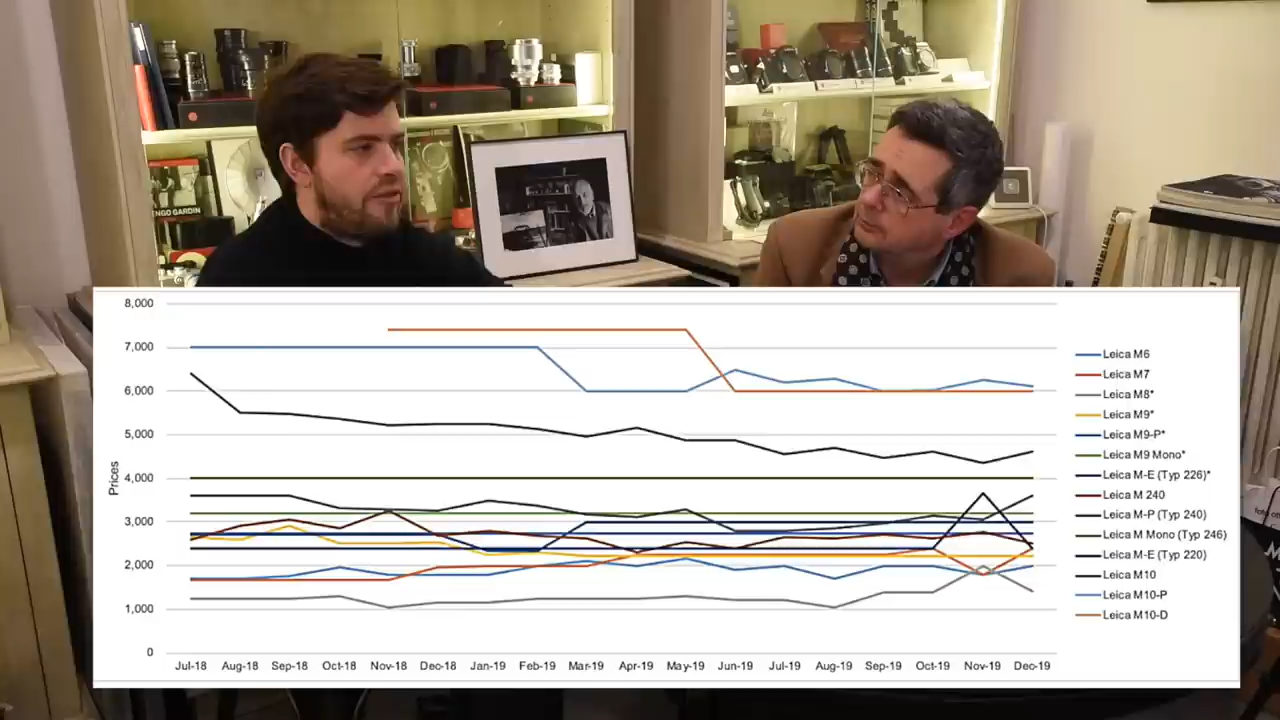 NGO GARDIN
8,000
7,000
6,000
5,000
4,000
3,000
2,000
1,000
0
Prices
Jul-18 Aug-18 Sep-18 Oct-18 Nov-18 Dec-18 Jan-19 Feb-19 Mar-19 Apr-19 May-19 Jun-19 Jul-19 Aug-19 Sep-19 Oct-19 Nov-19 Dec-19
Leica M6
Leica M7
Leica M8*
Leica M9*
Leica M9-P*
Leica M9 Mono*
Leica M-E (Typ 226)*
Leica M 240
Leica M-P (Typ 240)
Leica M Mono (Typ 246)
Leica M-E (Typ 220)
Leica M10
Leica M10-P
Leica M10-D